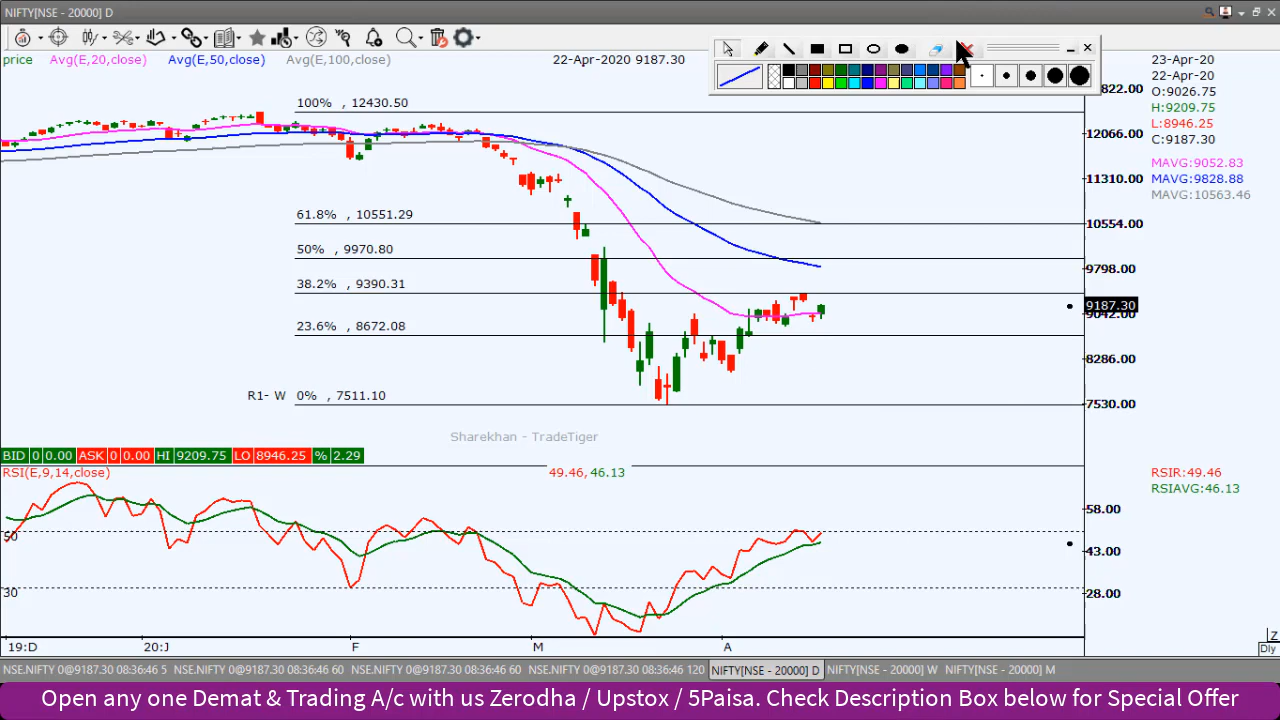 NIFTY[NSE - 20000] D
price Avg(E,20,close) Avg(E,50,close) Avg(E,100,close) 22-Apr-2020 9187.30
23-Apr-20
22-Apr-20
O:9026.75
H:9209.75
L:8946.25
C:9187.30
MAVG:9052.83
MAVG:9828.88
MAVG:10563.46
100% , 12430.50
61.8% , 10551.29
50% , 9970.80
38.2% , 9390.31
23.6% , 8672.08
R1- W 0% , 7511.10
822.00
12066.00
11310.00
10554.00
9798.00
9187.30
9042.00
8286.00
7530.00
Sharekhan - TradeTiger
BID 0 0.00 ASK 0 0.00 HI 9209.75 LO 8946.25 % 2.29
RSI(E,9,14,close) 49.46, 46.13
RSIR:49.46
RSIAVG:46.13
50
30
58.00
43.00
28.00
19:D 20:J F M A
Z
Dly
NSE.NIFTY 0@9187.30 08:36:46 5 NSE.NIFTY 0@9187.30 08:36:46 60 NSE.NIFTY 0@9187.30 08:36:46 60 NSE.NIFTY 0@9187.30 08:36:46 120 NIFTY[NSE - 20000] D NIFTY[NSE - 20000] W NIFTY[NSE - 20000] M
Open any one Demat & Trading A/c with us Zerodha / Upstox / 5Paisa. Check Description Box below for Special Offer